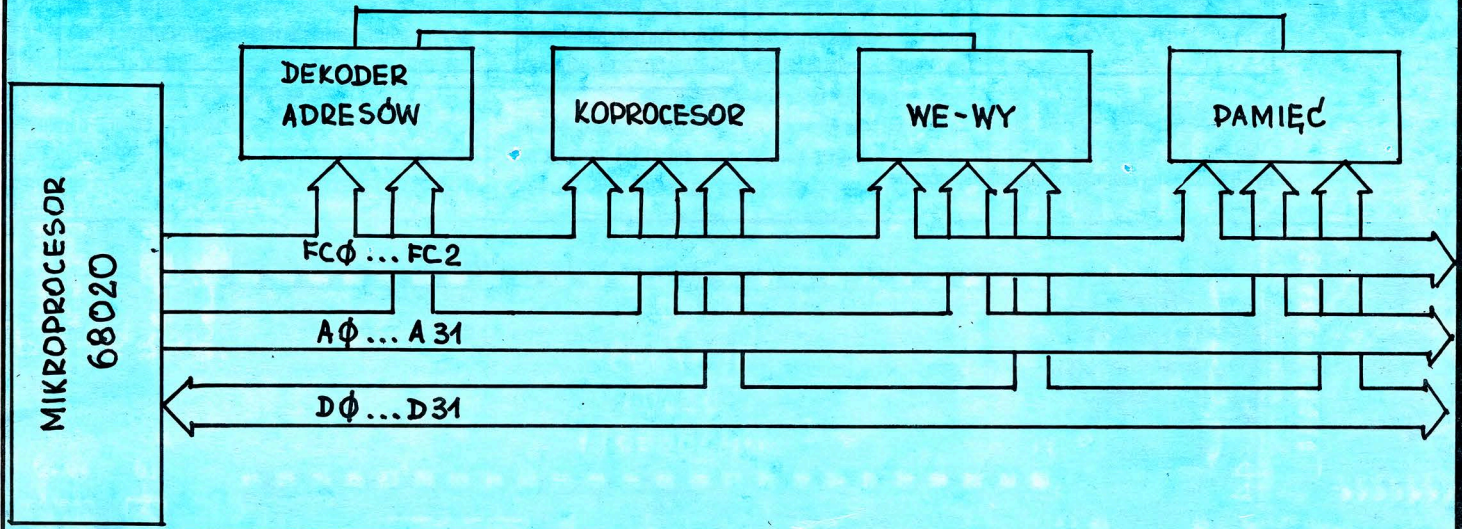 DEKODER
ADRESÓW
KOPROCESOR
WE-WY
PAMIĘĆ
MIKROPROCESOR
68020
FCØ...FC2
AØ...A31
DØ...D31